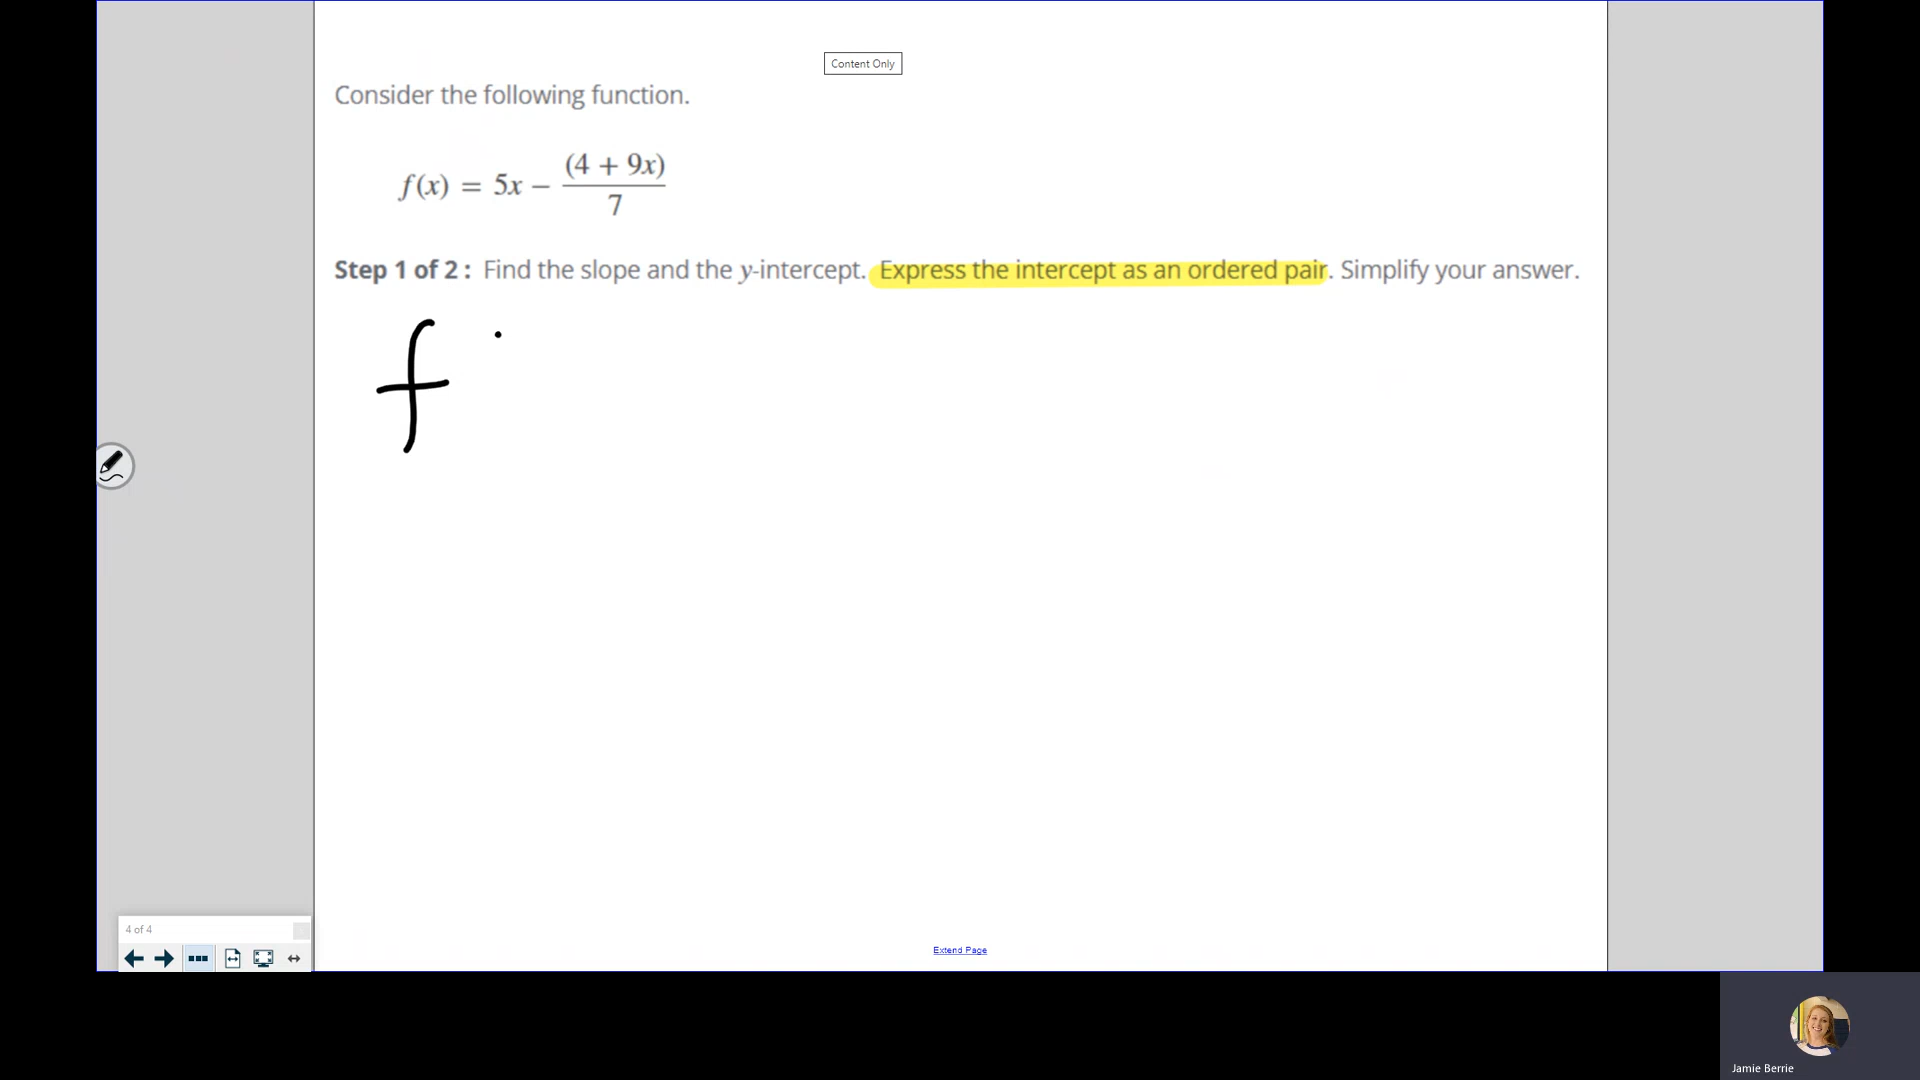 Content Only
Consider the following function.
f(x) = 5x − (4 + 9x) / 7
Step 1 of 2 : Find the slope and the y-intercept. Express the intercept as an ordered pair. Simplify your answer.
f
4 of 4
Extend Page
Jamie Berrie